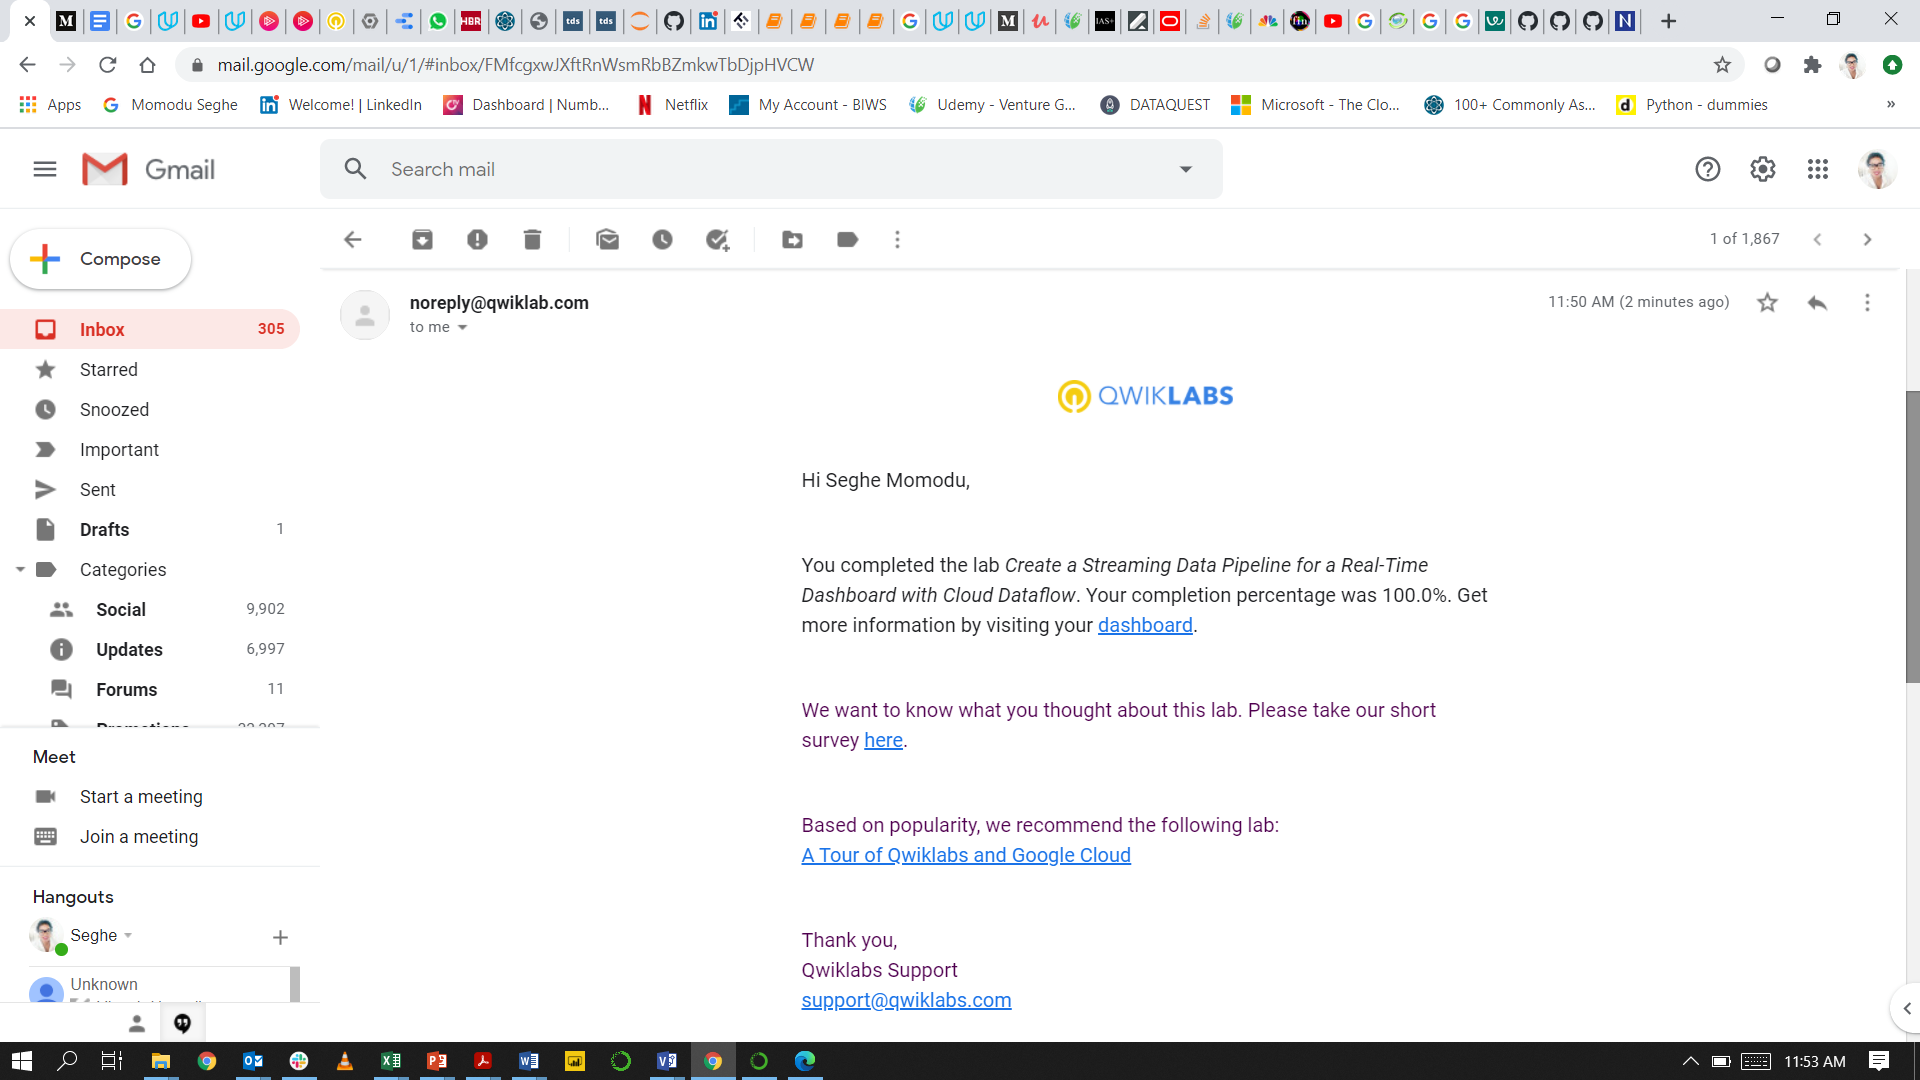 mail.google.com/mail/u/1/#inbox/FMfcgxwJXftRnWsmRbBZmkwTbDjpHVCW
Apps
Momodu Seghe
Welcome! | LinkedIn
Dashboard | Numb...
Netflix
My Account - BIWS
Udemy - Venture G...
DATAQUEST
Microsoft - The Clo...
100+ Commonly As...
Python - dummies
»
Gmail
Search mail
Compose
1 of 1,867
Inbox 305
Starred
Snoozed
Important
Sent
Drafts 1
Categories
Social 9,902
Updates 6,997
Forums 11
Meet
Start a meeting
Join a meeting
Hangouts
Seghe
Unknown
noreply@qwiklab.com
to me
11:50 AM (2 minutes ago)
QWIKLABS
Hi Seghe Momodu,
You completed the lab Create a Streaming Data Pipeline for a Real-Time
Dashboard with Cloud Dataflow. Your completion percentage was 100.0%. Get
more information by visiting your dashboard.
We want to know what you thought about this lab. Please take our short
survey here.
Based on popularity, we recommend the following lab:
A Tour of Qwiklabs and Google Cloud
Thank you,
Qwiklabs Support
support@qwiklabs.com
11:53 AM